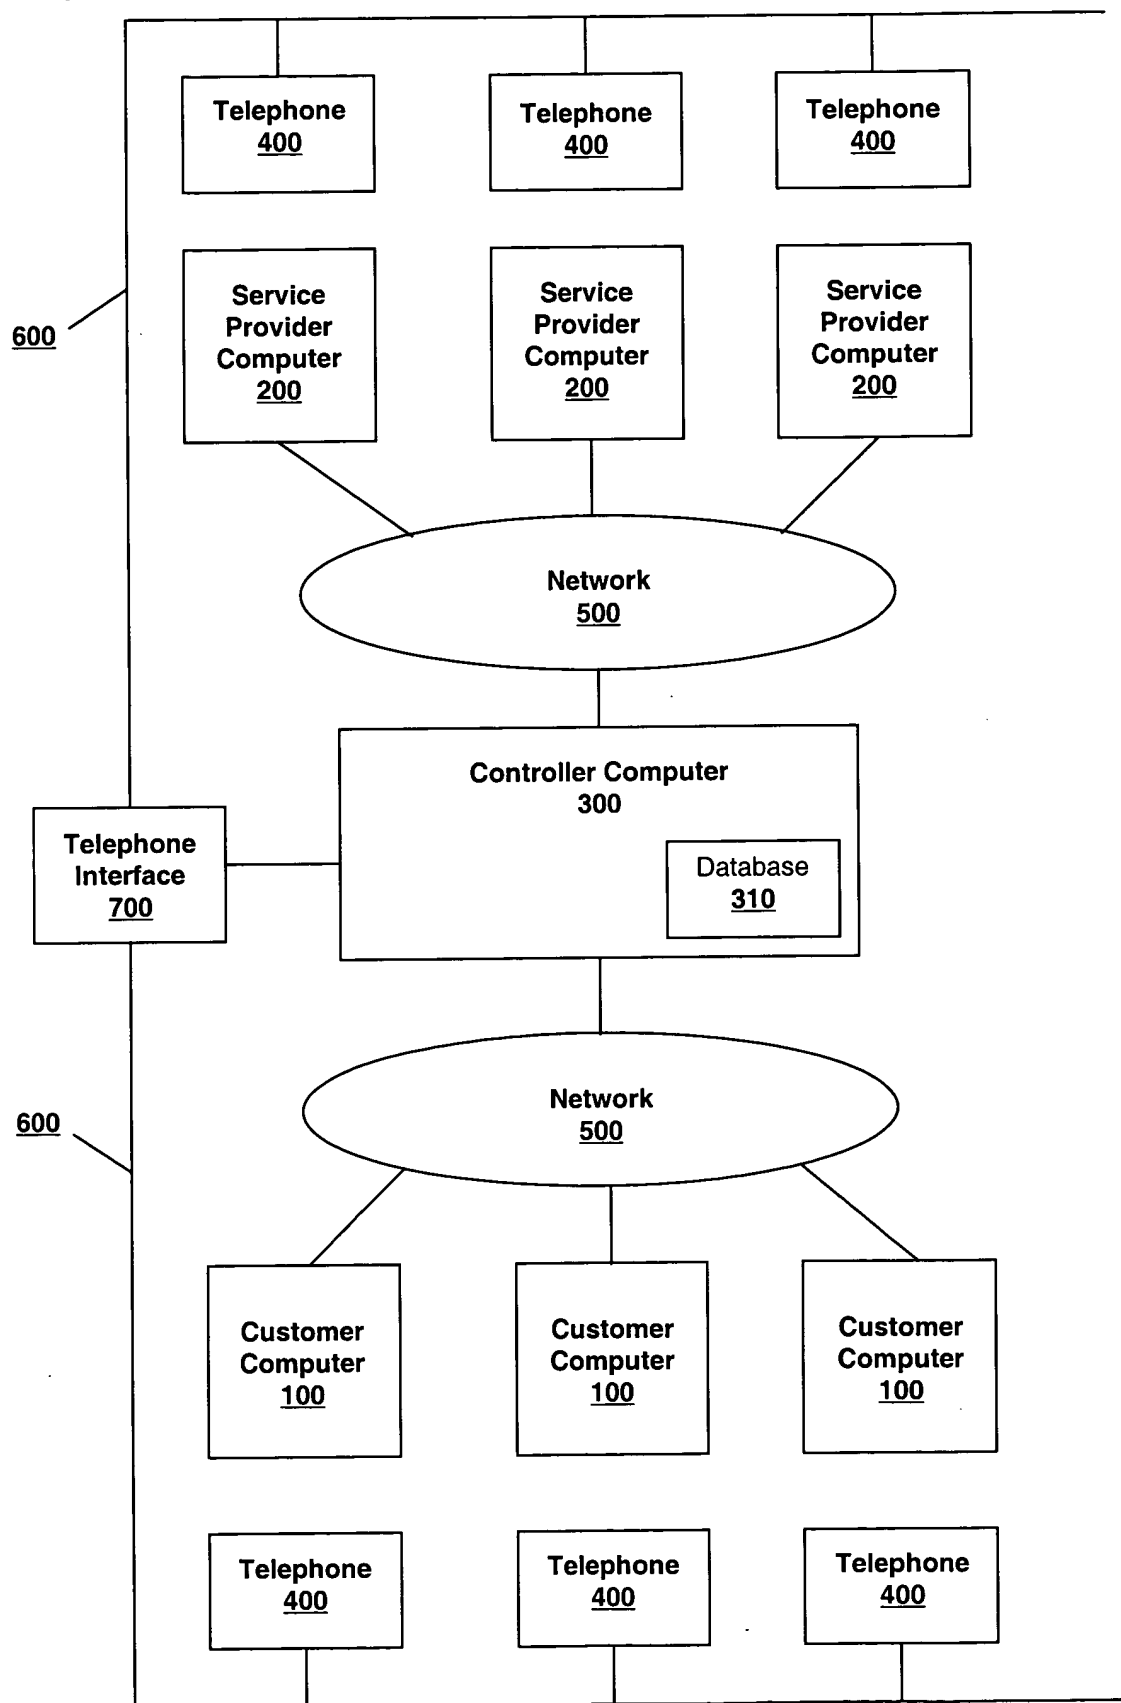 Telephone
400
Telephone
400
Telephone
400
Service
Provider
Computer
200
Service
Provider
Computer
200
Service
Provider
Computer
200
600
Network
500
Controller Computer
300
Telephone
Interface
700
Database
310
Network
500
600
Customer
Computer
100
Customer
Computer
100
Customer
Computer
100
Telephone
400
Telephone
400
Telephone
400